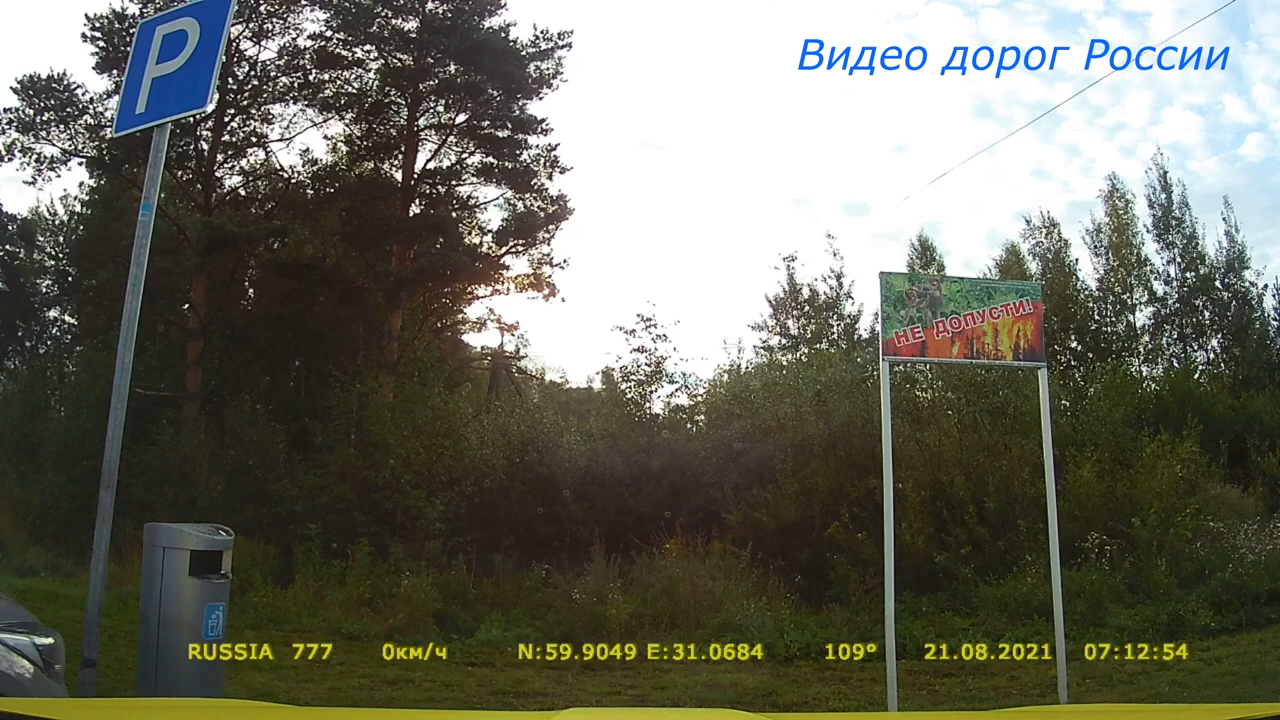 P
Видео дорог России
НЕ ДОПУСТИ!
RUSSIA 777 0км/ч N:59.9049 E:31.0684 109° 21.08.2021 07:12:54